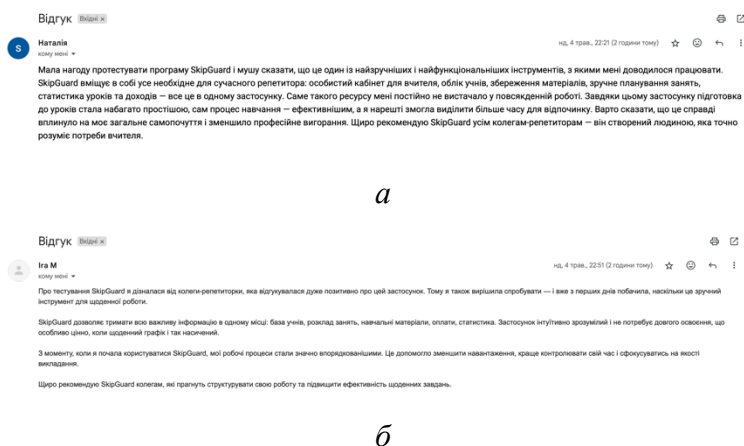 Відгук Вхідні ×
S
Наталія нд, 4 трав., 22:21 (2 години тому)
кому мені
Мала нагоду протестувати програму SkipGuard і мушу сказати, що це один із найзручніших і найфункціональніших інструментів, з якими мені доводилося працювати.
SkipGuard вміщує в собі усе необхідне для сучасного репетитора: особистий кабінет для вчителя, облік учнів, збереження матеріалів, зручне планування занять,
статистика уроків та доходів — все це в одному застосунку. Саме такого ресурсу мені постійно не вистачало у повсякденній роботі. Завдяки цьому застосунку підготовка
до уроків стала набагато простішою, сам процес навчання — ефективнішим, а я нарешті змогла виділити більше часу для відпочинку. Варто сказати, що це справді
вплинуло на моє загальне самопочуття і зменшило професійне вигорання. Щиро рекомендую SkipGuard усім колегам-репетиторам — він створений людиною, яка точно
розуміє потреби вчителя.
а
Відгук Вхідні ×
Ira M нд, 4 трав., 22:51 (2 години тому)
кому мені
Про тестування SkipGuard я дізналася від колеги-репетиторки, яка відгукувалася дуже позитивно про цей застосунок. Тому я також вирішила спробувати — і вже з перших днів побачила, наскільки це зручний
інструмент для щоденної роботи.
SkipGuard дозволяє тримати всю важливу інформацію в одному місці: база учнів, розклад занять, навчальні матеріали, оплати, статистика. Застосунок інтуїтивно зрозумілий і не потребує довгого освоєння, що
особливо цінно, коли щоденний графік і так насичений.
З моменту, коли я почала користуватися SkipGuard, мої робочі процеси стали значно впорядкованішими. Це допомогло зменшити навантаження, краще контролювати свій час і сфокусуватись на якості
викладання.
Щиро рекомендую SkipGuard колегам, які прагнуть структурувати свою роботу та підвищити ефективність щоденних завдань.
б